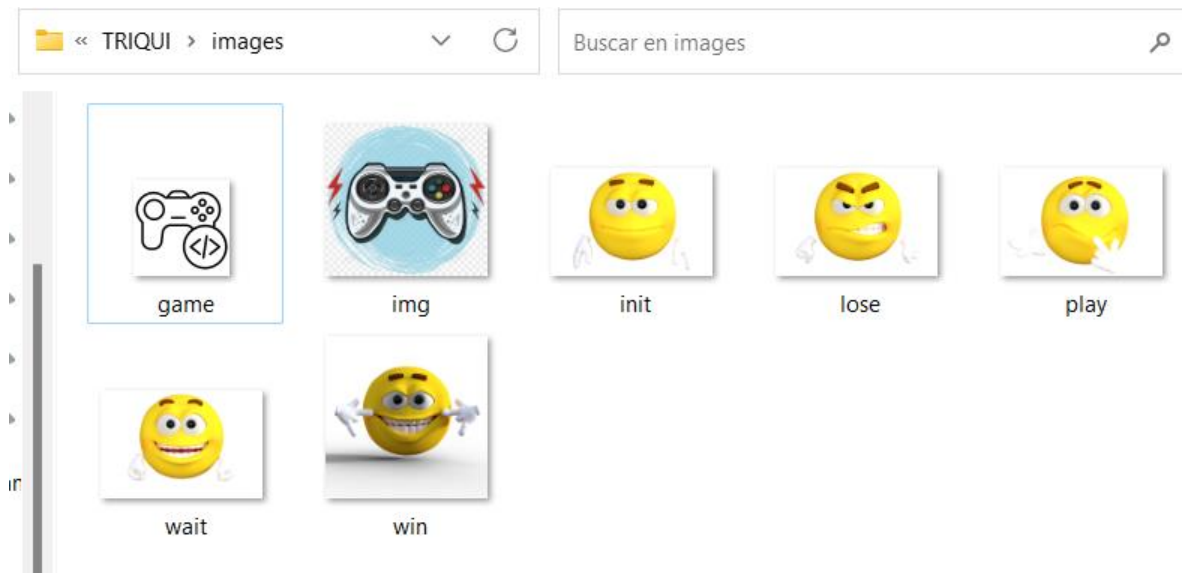 « TRIQUI > images
Buscar en images
game
img
init
lose
play
wait
win